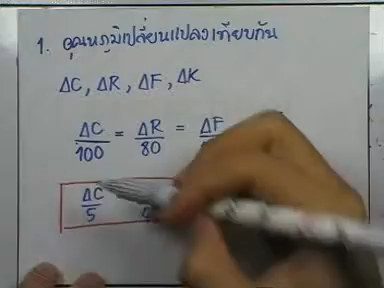 1. อุณหภูมิเปลี่ยนแปลงเทียบกัน
ΔC, ΔR, ΔF, ΔK
ΔC/100 = ΔR/80 = ΔF
ΔC/5